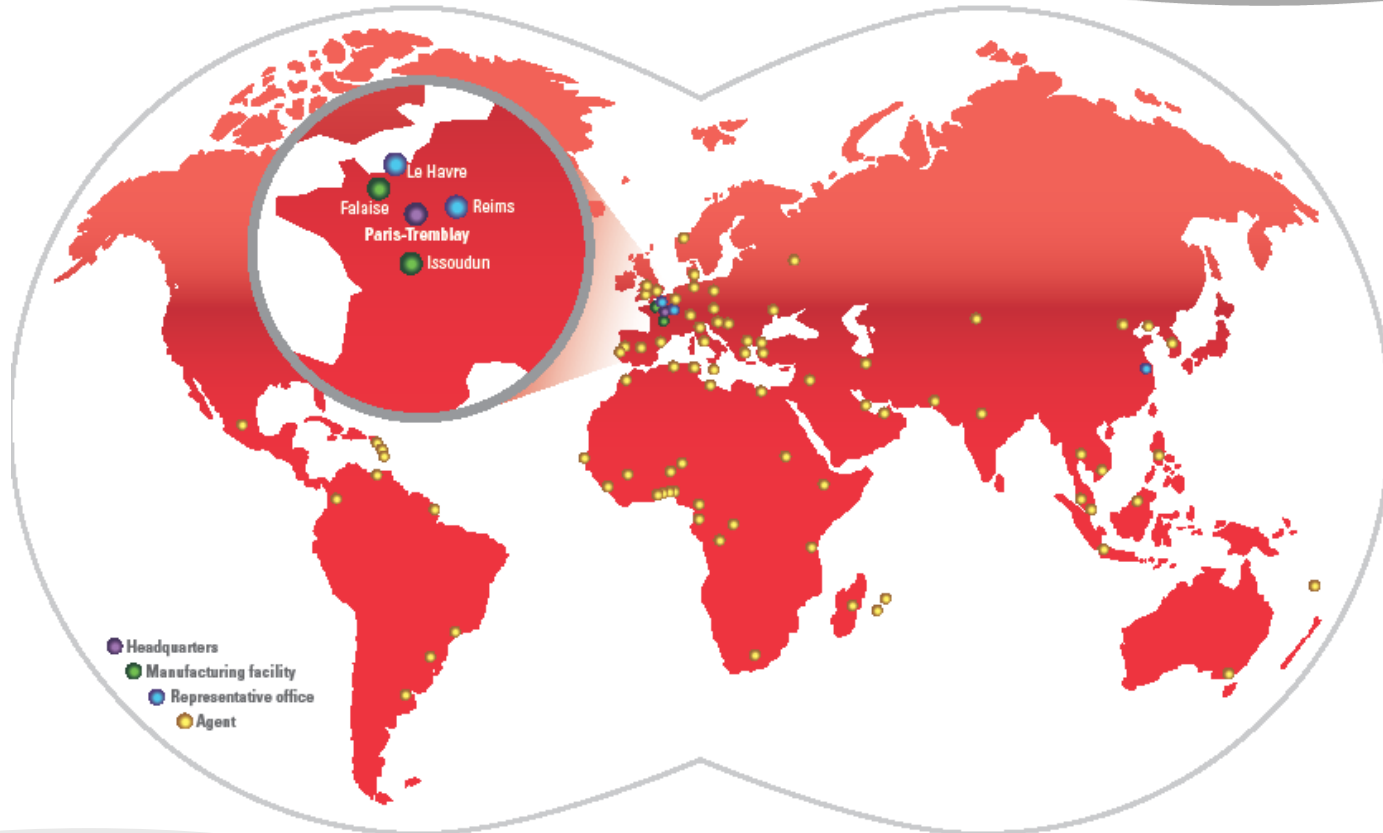 Le Havre
Falaise
Reims
Paris-Tremblay
Issoudun
Headquarters
Manufacturing facility
Representative office
Agent